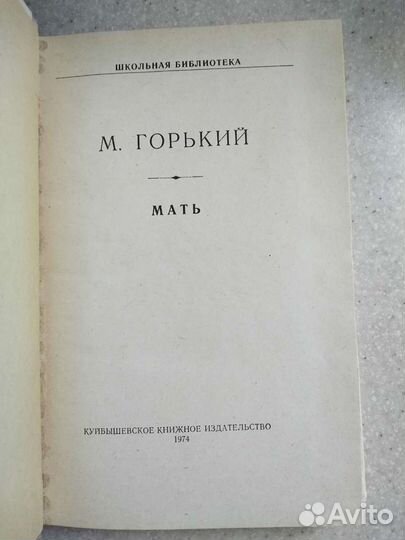 ШКОЛЬНАЯ БИБЛИОТЕКА
М. ГОРЬКИЙ
МАТЬ
КУЙБЫШЕВСКОЕ КНИЖНОЕ ИЗДАТЕЛЬСТВО
1974
Avito